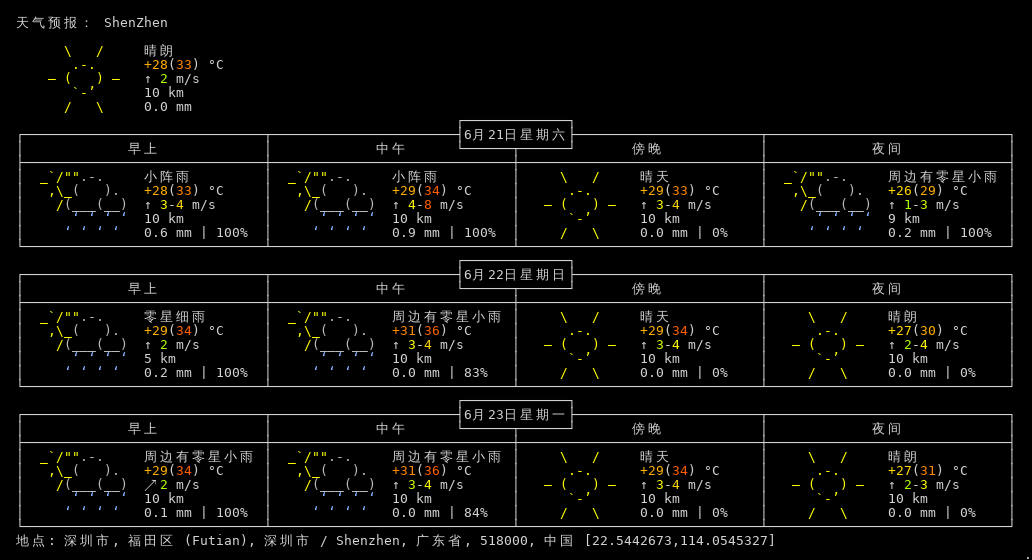 天气预报： ShenZhen
晴朗
+28(33) °C
↑ 2 m/s
10 km
0.0 mm
6月21日星期六
早上 中午 傍晚 夜间
小阵雨 小阵雨 晴天 周边有零星小雨
+28(33) °C +29(34) °C +29(33) °C +26(29) °C
↑ 3-4 m/s ↑ 4-8 m/s ↑ 3-4 m/s ↑ 1-3 m/s
10 km 10 km 10 km 9 km
0.6 mm | 100% 0.9 mm | 100% 0.0 mm | 0% 0.2 mm | 100%
6月22日星期日
早上 中午 傍晚 夜间
零星细雨 周边有零星小雨 晴天 晴朗
+29(34) °C +31(36) °C +29(34) °C +27(30) °C
↑ 2 m/s ↑ 3-4 m/s ↑ 3-4 m/s ↑ 2-4 m/s
5 km 10 km 10 km 10 km
0.2 mm | 100% 0.0 mm | 83% 0.0 mm | 0% 0.0 mm | 0%
6月23日星期一
早上 中午 傍晚 夜间
周边有零星小雨 周边有零星小雨 晴天 晴朗
+29(34) °C +31(36) °C +29(34) °C +27(31) °C
↗ 2 m/s ↑ 3-4 m/s ↑ 3-4 m/s ↑ 2-3 m/s
10 km 10 km 10 km 10 km
0.1 mm | 100% 0.0 mm | 84% 0.0 mm | 0% 0.0 mm | 0%
地点: 深圳市, 福田区 (Futian), 深圳市 / Shenzhen, 广东省, 518000, 中国 [22.5442673,114.0545327]